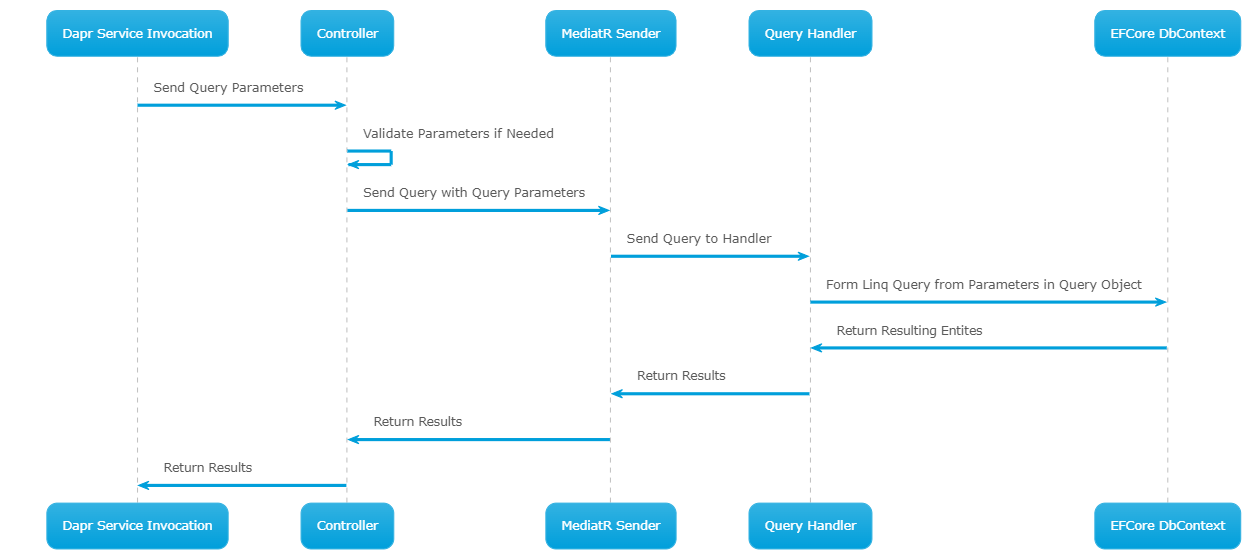 Dapr Service Invocation Controller MediatR Sender Query Handler EFCore DbContext
Send Query Parameters
Validate Parameters if Needed
Send Query with Query Parameters
Send Query to Handler
Form Linq Query from Parameters in Query Object
Return Resulting Entites
Return Results
Return Results
Return Results
Dapr Service Invocation Controller MediatR Sender Query Handler EFCore DbContext